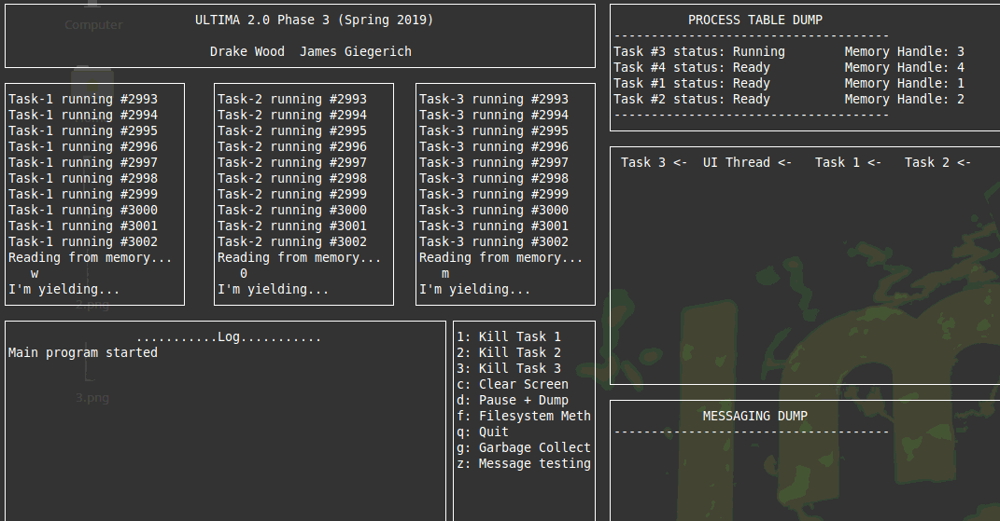 Computer
ULTIMA 2.0 Phase 3 (Spring 2019)
Drake Wood  James Giegerich
Task-1 running #2993
Task-1 running #2994
Task-1 running #2995
Task-1 running #2996
Task-1 running #2997
Task-1 running #2998
Task-1 running #2999
Task-1 running #3000
Task-1 running #3001
Task-1 running #3002
Reading from memory...
w
I'm yielding...
2.png
Task-2 running #2993
Task-2 running #2994
Task-2 running #2995
Task-2 running #2996
Task-2 running #2997
Task-2 running #2998
Task-2 running #2999
Task-2 running #3000
Task-2 running #3001
Task-2 running #3002
Reading from memory...
0
I'm yielding...
Task-3 running #2993
Task-3 running #2994
Task-3 running #2995
Task-3 running #2996
Task-3 running #2997
Task-3 running #2998
Task-3 running #2999
Task-3 running #3000
Task-3 running #3001
Task-3 running #3002
Reading from memory...
m
I'm yielding...
...........Log...........
Main program started
3.png
1: Kill Task 1
2: Kill Task 2
3: Kill Task 3
c: Clear Screen
d: Pause + Dump
f: Filesystem Meth
q: Quit
g: Garbage Collect
z: Message testing
PROCESS TABLE DUMP
-------------------------------------
Task #3 status: Running        Memory Handle: 3
Task #4 status: Ready          Memory Handle: 4
Task #1 status: Ready          Memory Handle: 1
Task #2 status: Ready          Memory Handle: 2
-------------------------------------
Task 3 <-  UI Thread <-   Task 1 <-   Task 2 <-
MESSAGING DUMP
-------------------------------------